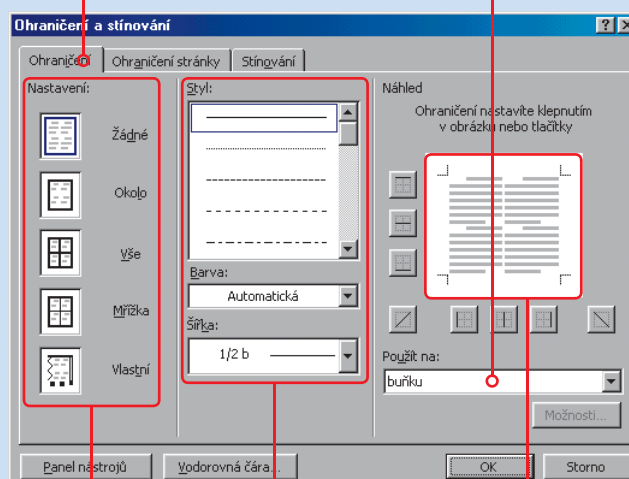 Ohraničení a stínování
Ohraničení
Ohraničení stránky
Stínování
Nastavení:
Žádné
Okolo
Vše
Mřížka
Vlastní
Styl:
Barva:
Automatická
Šířka:
1/2 b
Náhled
Ohraničení nastavíte klepnutím
v obrázku nebo tlačítky
Použít na:
buňku
Možnosti...
Panel nástrojů
Vodorovná čára...
OK
Storno